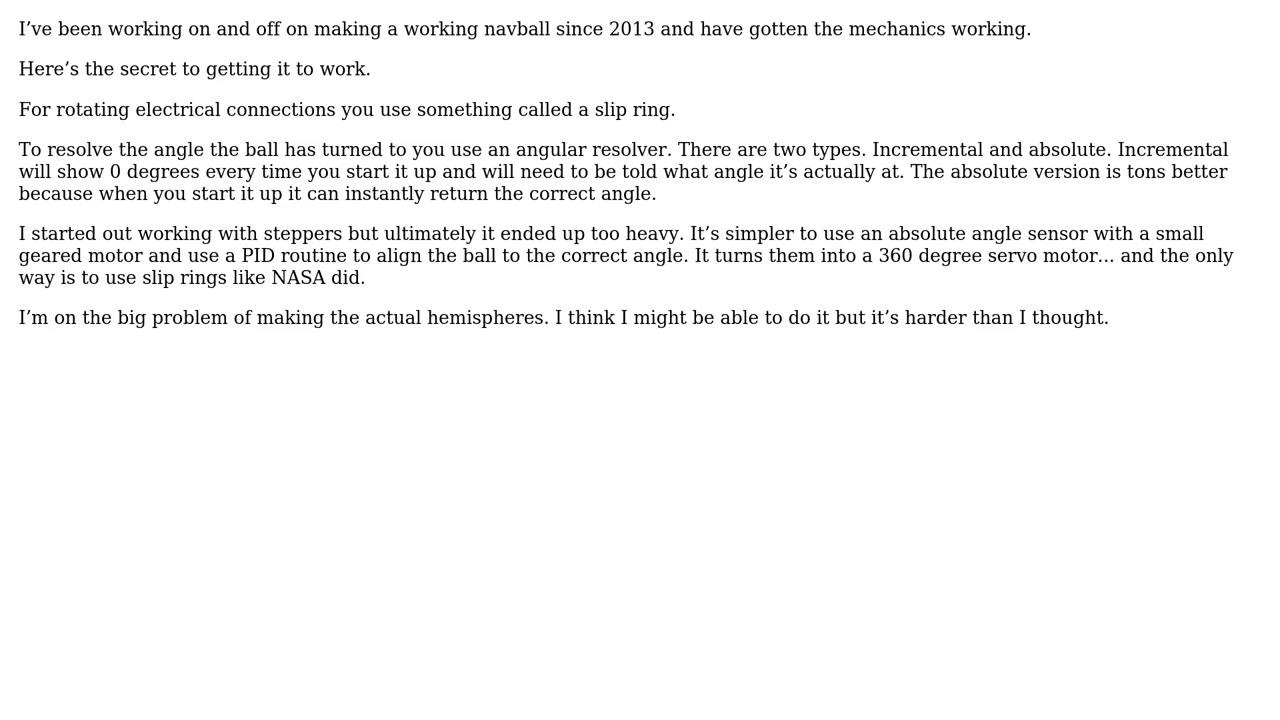 I’ve been working on and off on making a working navball since 2013 and have gotten the mechanics working.
Here’s the secret to getting it to work.
For rotating electrical connections you use something called a slip ring.
To resolve the angle the ball has turned to you use an angular resolver. There are two types. Incremental and absolute. Incremental
will show 0 degrees every time you start it up and will need to be told what angle it’s actually at. The absolute version is tons better
because when you start it up it can instantly return the correct angle.
I started out working with steppers but ultimately it ended up too heavy. It’s simpler to use an absolute angle sensor with a small
geared motor and use a PID routine to align the ball to the correct angle. It turns them into a 360 degree servo motor… and the only
way is to use slip rings like NASA did.
I’m on the big problem of making the actual hemispheres. I think I might be able to do it but it’s harder than I thought.